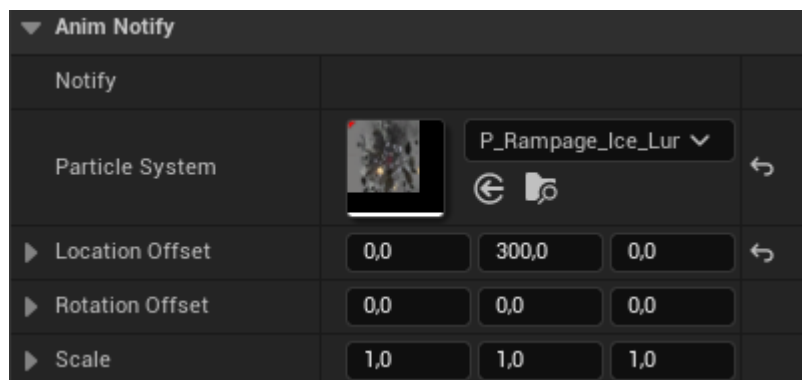 Anim Notify
Notify
Particle System
P_Rampage_Ice_Lur
Location Offset 0,0 300,0 0,0
Rotation Offset 0,0 0,0 0,0
Scale 1,0 1,0 1,0